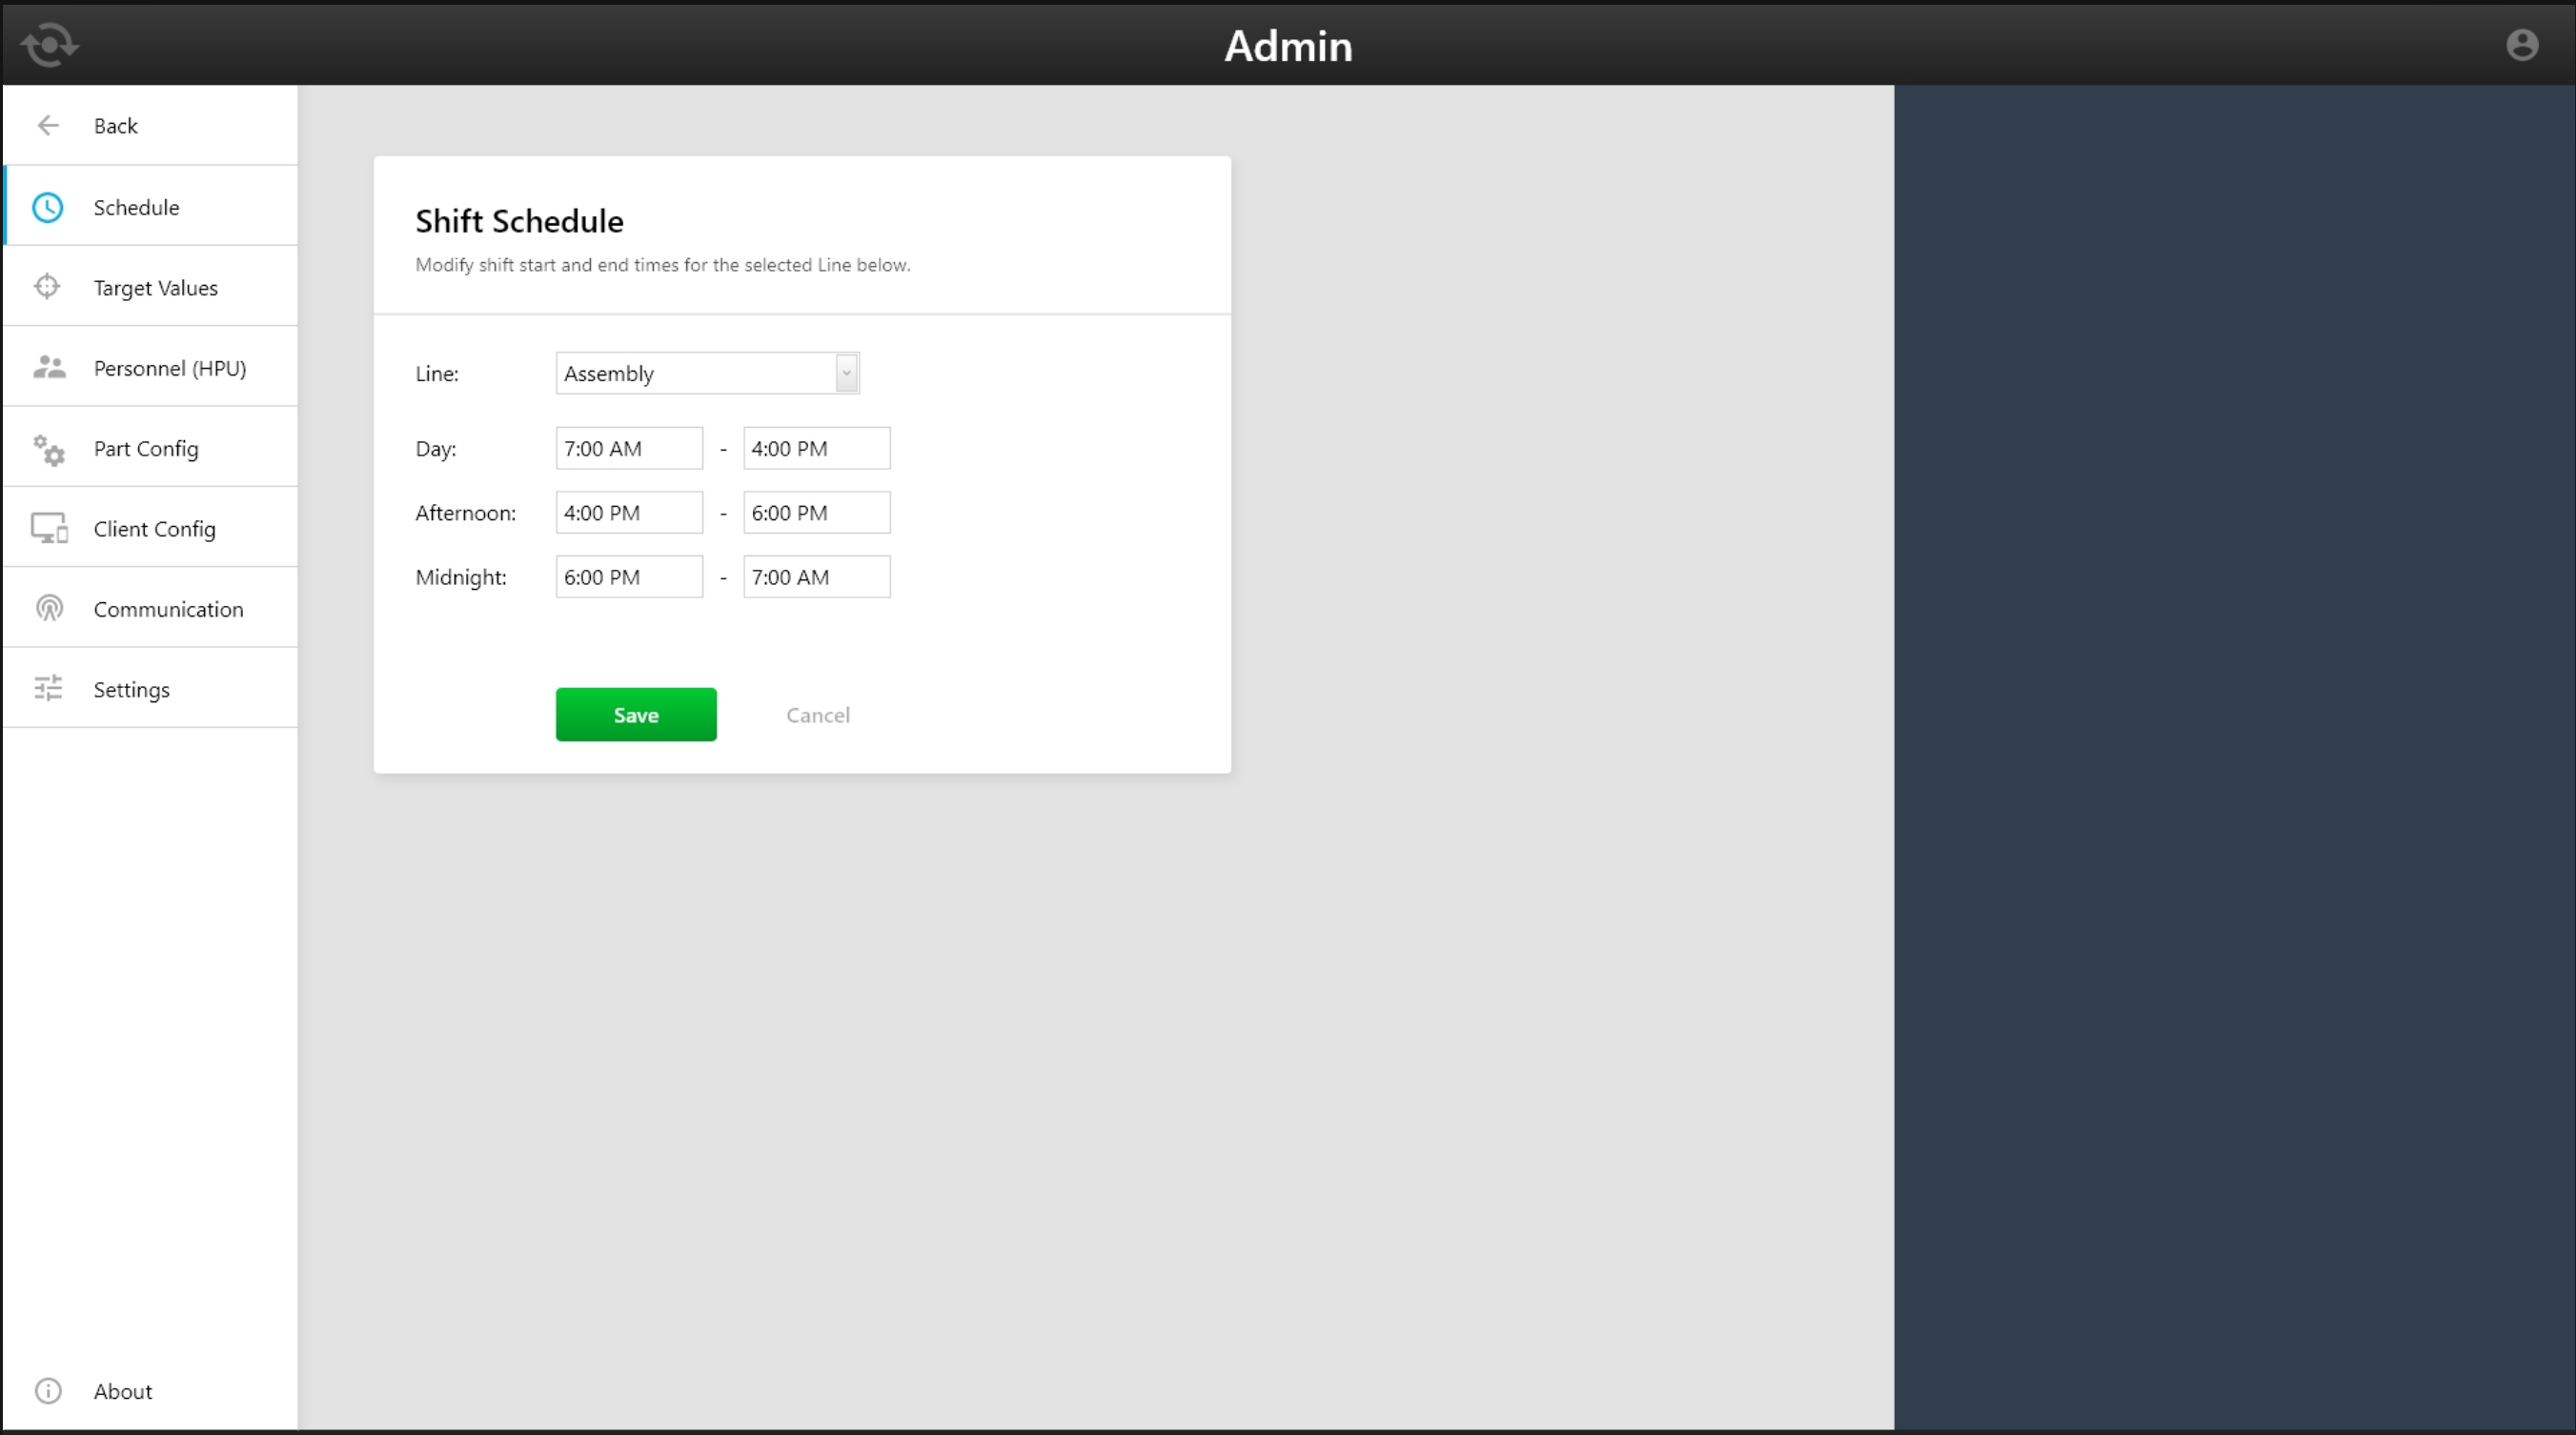 Admin
Back
Schedule
Target Values
Personnel (HPU)
Part Config
Client Config
Communication
Settings
About
Shift Schedule
Modify shift start and end times for the selected Line below.
Line: Assembly
Day: 7:00 AM - 4:00 PM
Afternoon: 4:00 PM - 6:00 PM
Midnight: 6:00 PM - 7:00 AM
Save Cancel